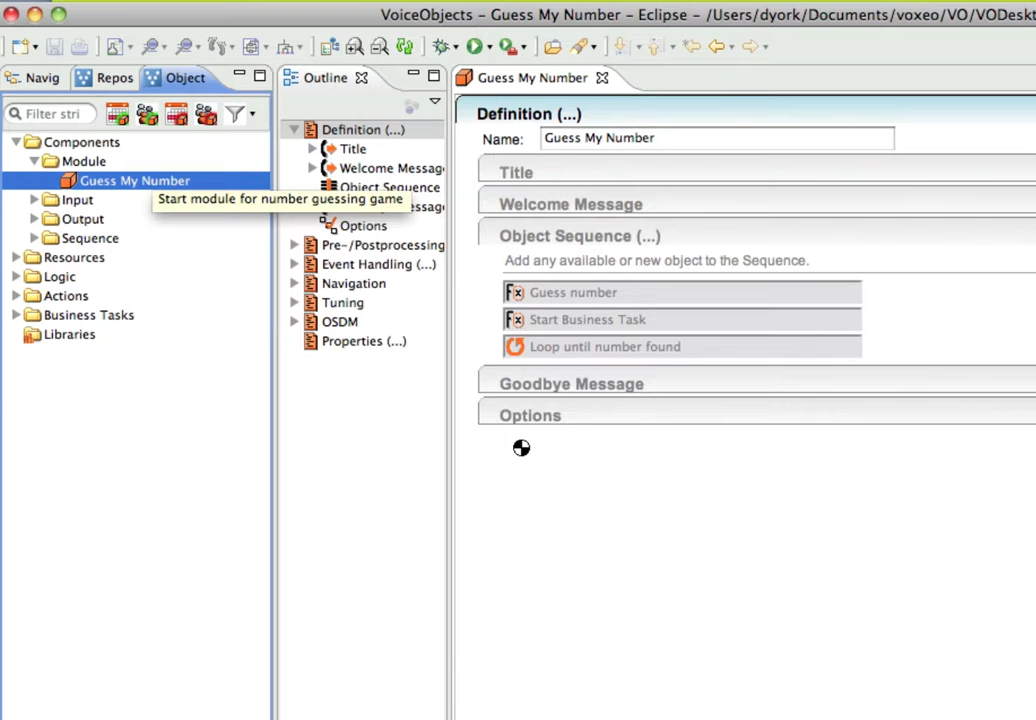 VoiceObjects - Guess My Number - Eclipse - /Users/dyork/Documents/voxeo/VO/VODeskt
Navig
Repos
Object
Outline
Guess My Number
Filter stri
Components
Module
Guess My Number
Start module for number guessing game
Input
Output
Sequence
Resources
Logic
Actions
Business Tasks
Libraries
Definition (...)
Title
Welcome Messag
Object Sequence
essag
Options
Pre-/Postprocessing
Event Handling (...)
Navigation
Tuning
OSDM
Properties (...)
Definition (...)
Name: Guess My Number
Title
Welcome Message
Object Sequence (...)
Add any available or new object to the Sequence.
F(x) Guess number
F(x) Start Business Task
Loop until number found
Goodbye Message
Options